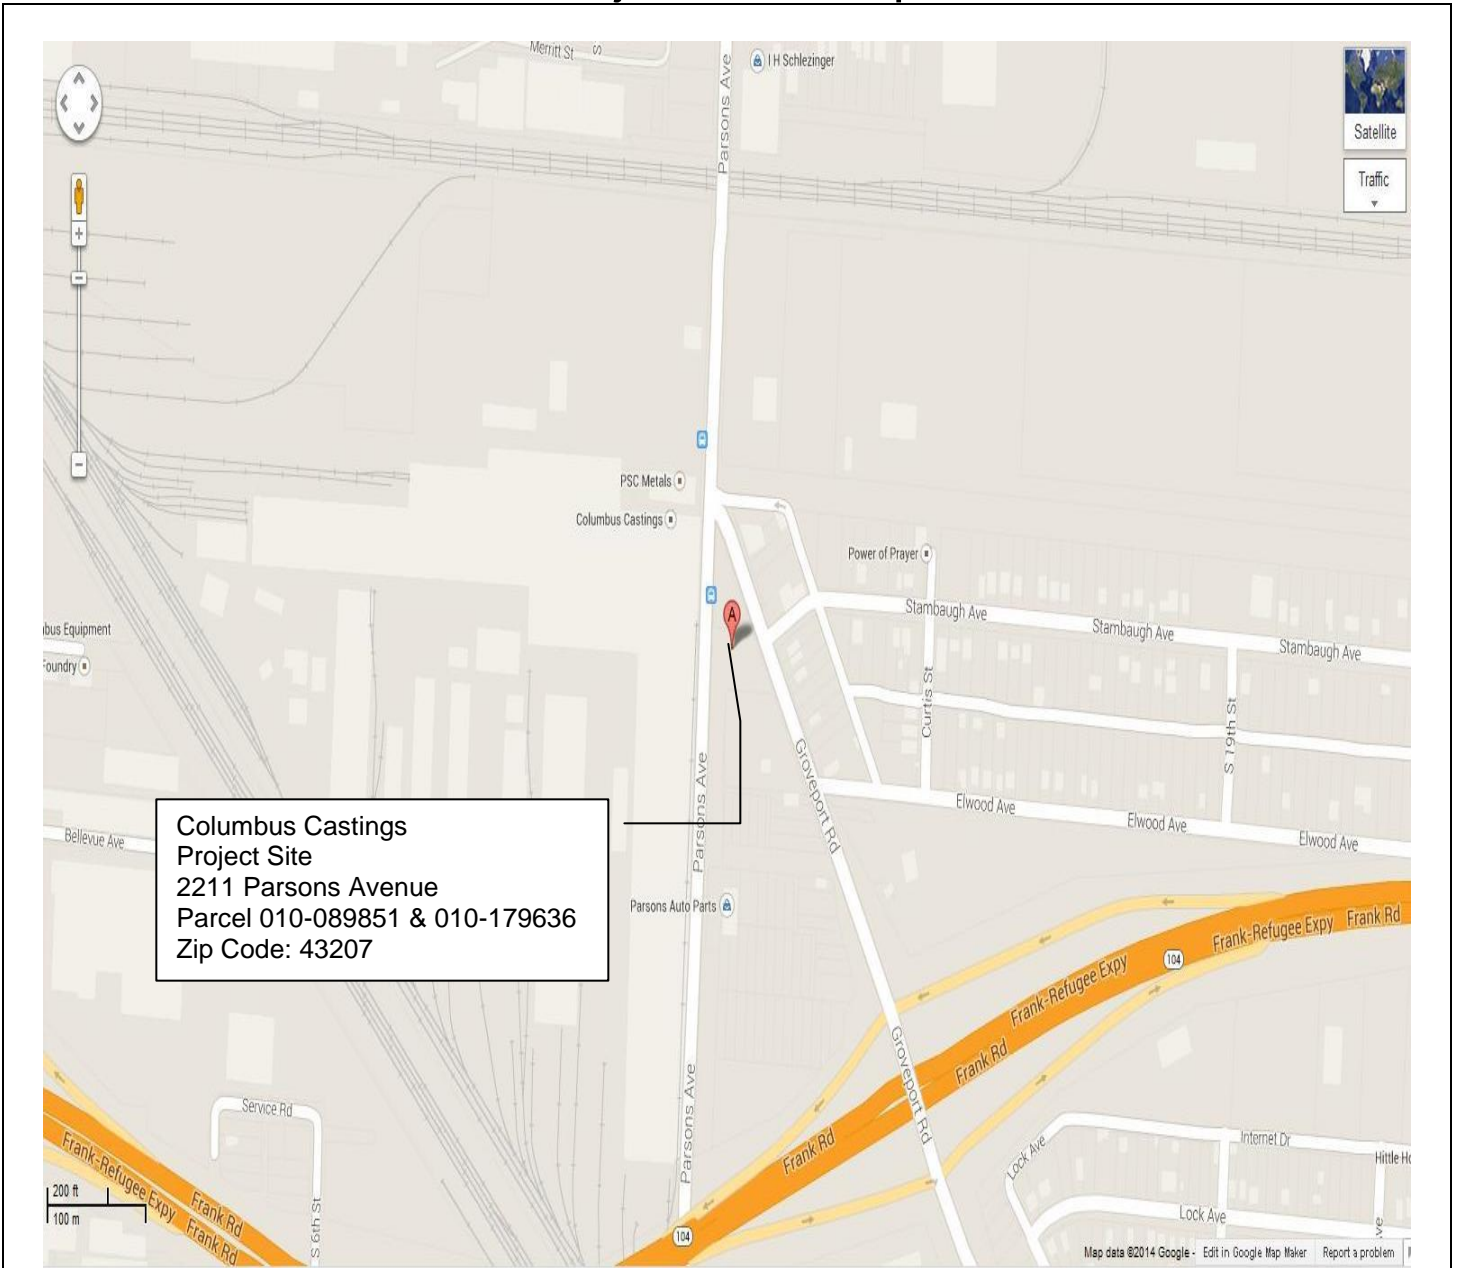 Merritt St
S
Parsons Ave
I H Schlezinger
Satellite
Traffic
PSC Metals
Columbus Castings
Power of Prayer
A
Stambaugh Ave
Stambaugh Ave
Stambaugh Ave
bus Equipment
Foundry
Curtis St
S 19th St
Groveport Rd
Parsons Ave
Elwood Ave
Elwood Ave
Elwood Ave
Bellevue Ave
Columbus Castings
Project Site
2211 Parsons Avenue
Parcel 010-089851 & 010-179636
Zip Code: 43207
Parsons Auto Parts
Frank-Refugee Expy
Frank Rd
104
Frank-Refugee Expy
Frank Rd
Groveport Rd
Parsons Ave
Service Rd
Frank Rd
Lock Ave
Internet Dr
Hittle Ho
Frank-Refugee Expy
Frank Rd
Frank Rd
S 6th St
200 ft
100 m
Lock Ave
ve
104
Map data ©2014 Google - Edit in Google Map Maker Report a problem